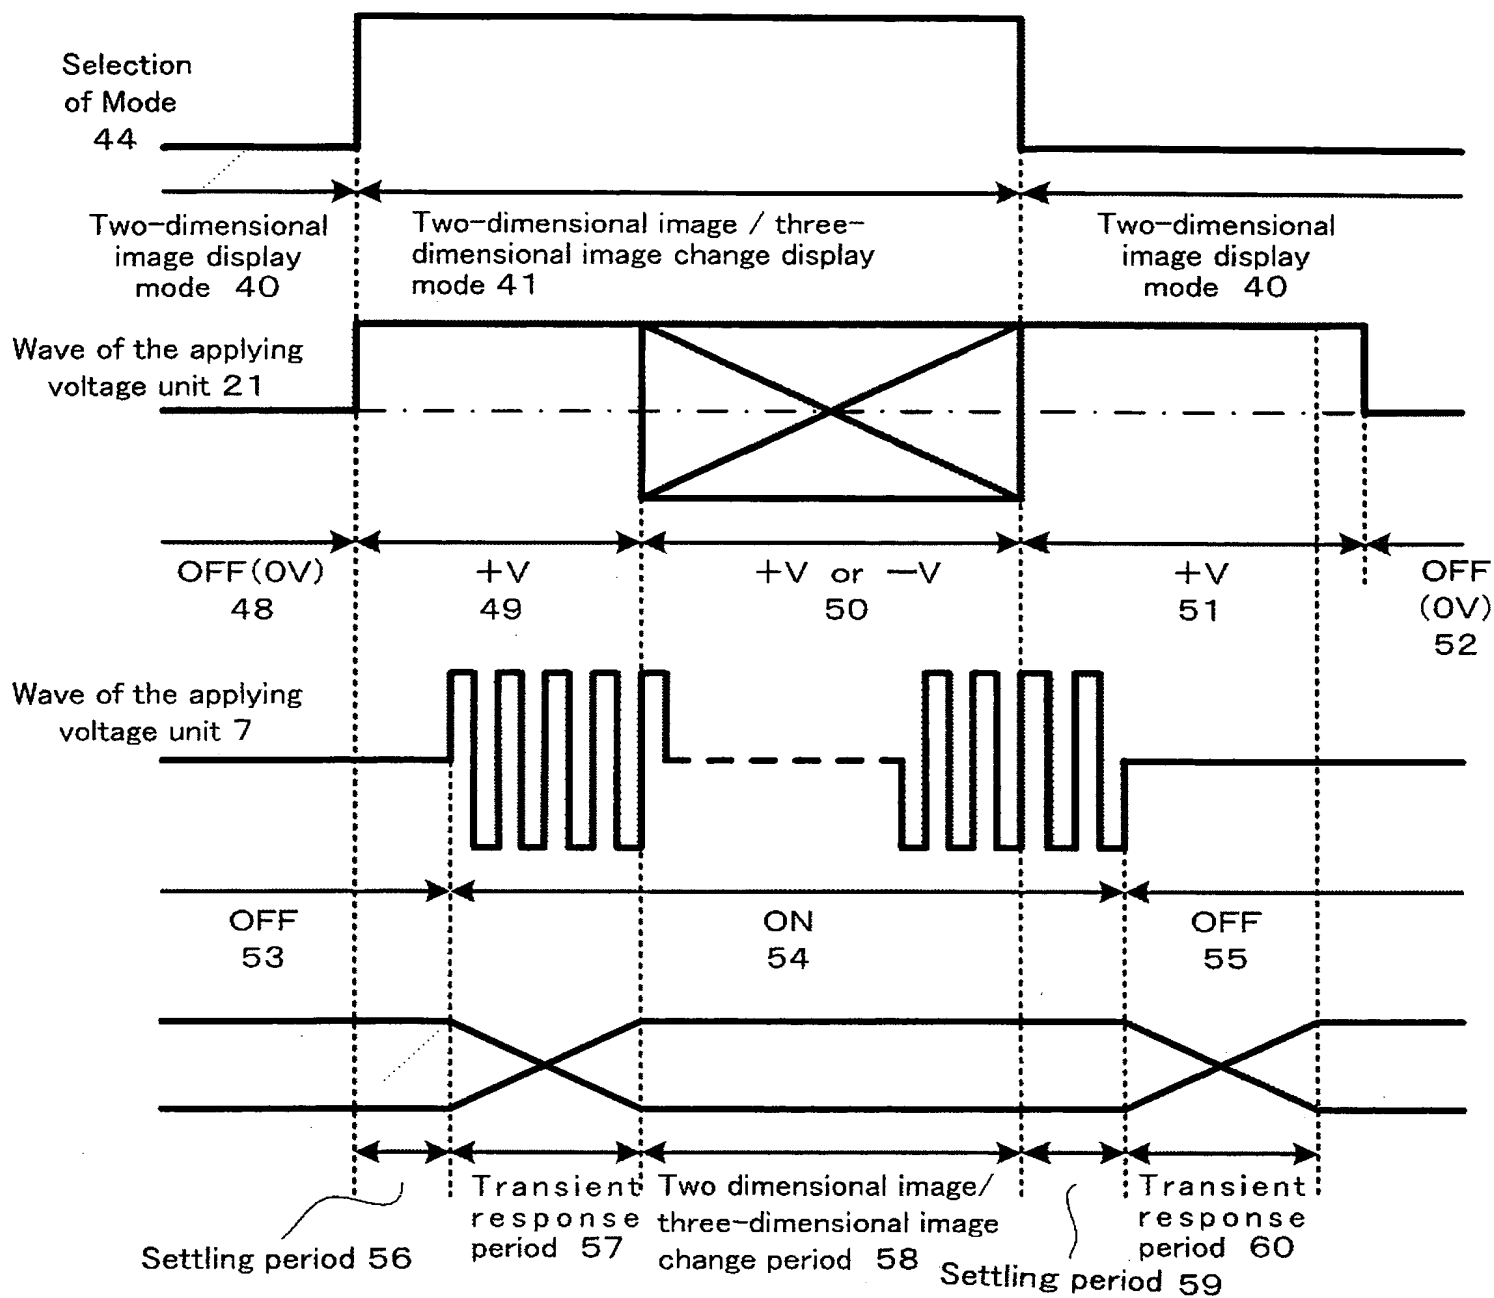 Selection
of Mode
44
Two-dimensional
image display
mode 40
Two-dimensional image / three-
dimensional image change display
mode 41
Two-dimensional
image display
mode 40
Wave of the applying
voltage unit 21
OFF(0V)
48
+V
49
+V or −V
50
+V
51
OFF
(0V)
52
Wave of the applying
voltage unit 7
OFF
53
ON
54
OFF
55
Settling period 56
Transient
response
period 57
Two dimensional image/
three-dimensional image
change period 58
Settling period 59
Transient
response
period 60